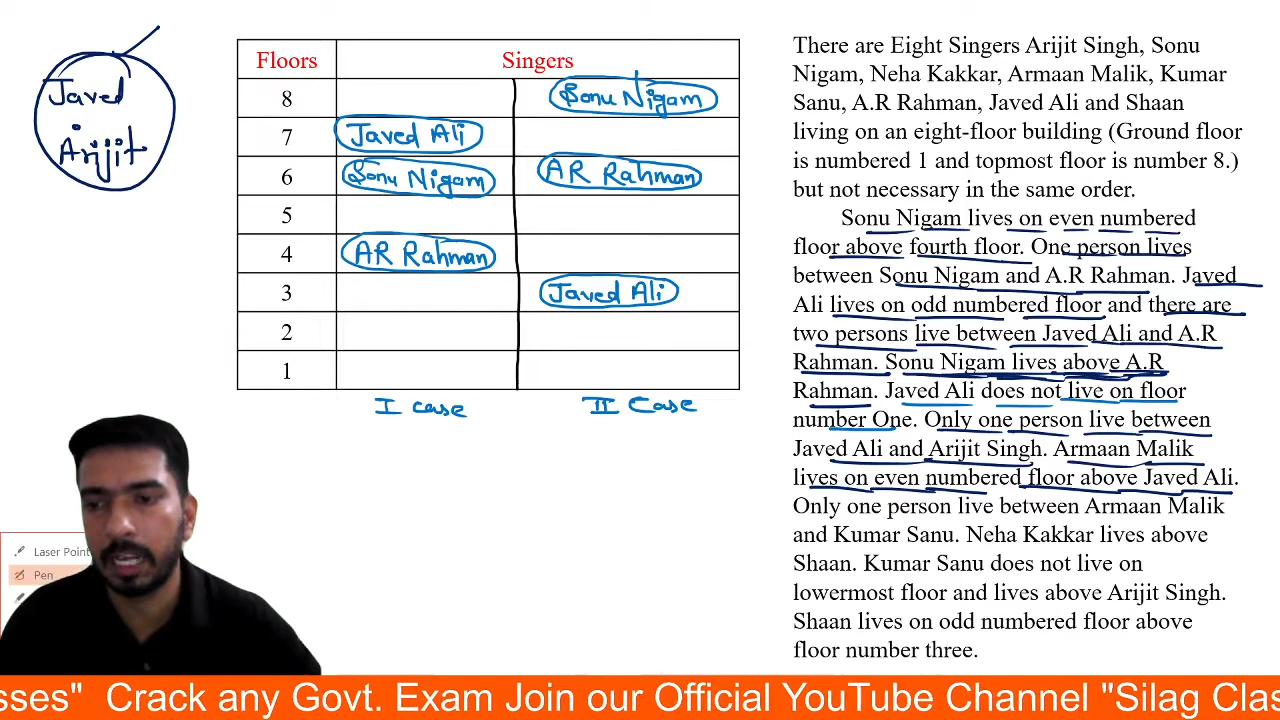 Javed
Arijit
Floors Singers
8 Sonu Nigam
7 Javed Ali
6 Sonu Nigam AR Rahman
5
4 AR Rahman
3 Javed Ali
2
1
I case II Case
There are Eight Singers Arijit Singh, Sonu
Nigam, Neha Kakkar, Armaan Malik, Kumar
Sanu, A.R Rahman, Javed Ali and Shaan
living on an eight-floor building (Ground floor
is numbered 1 and topmost floor is number 8.)
but not necessary in the same order.
Sonu Nigam lives on even numbered
floor above fourth floor. One person lives
between Sonu Nigam and A.R Rahman. Javed
Ali lives on odd numbered floor and there are
two persons live between Javed Ali and A.R
Rahman. Sonu Nigam lives above A.R
Rahman. Javed Ali does not live on floor
number One. Only one person live between
Javed Ali and Arijit Singh. Armaan Malik
lives on even numbered floor above Javed Ali.
Only one person live between Armaan Malik
and Kumar Sanu. Neha Kakkar lives above
Shaan. Kumar Sanu does not live on
lowermost floor and lives above Arijit Singh.
Shaan lives on odd numbered floor above
floor number three.
Laser Point
Pen
sses" Crack any Govt. Exam Join our Official YouTube Channel "Silag Clas